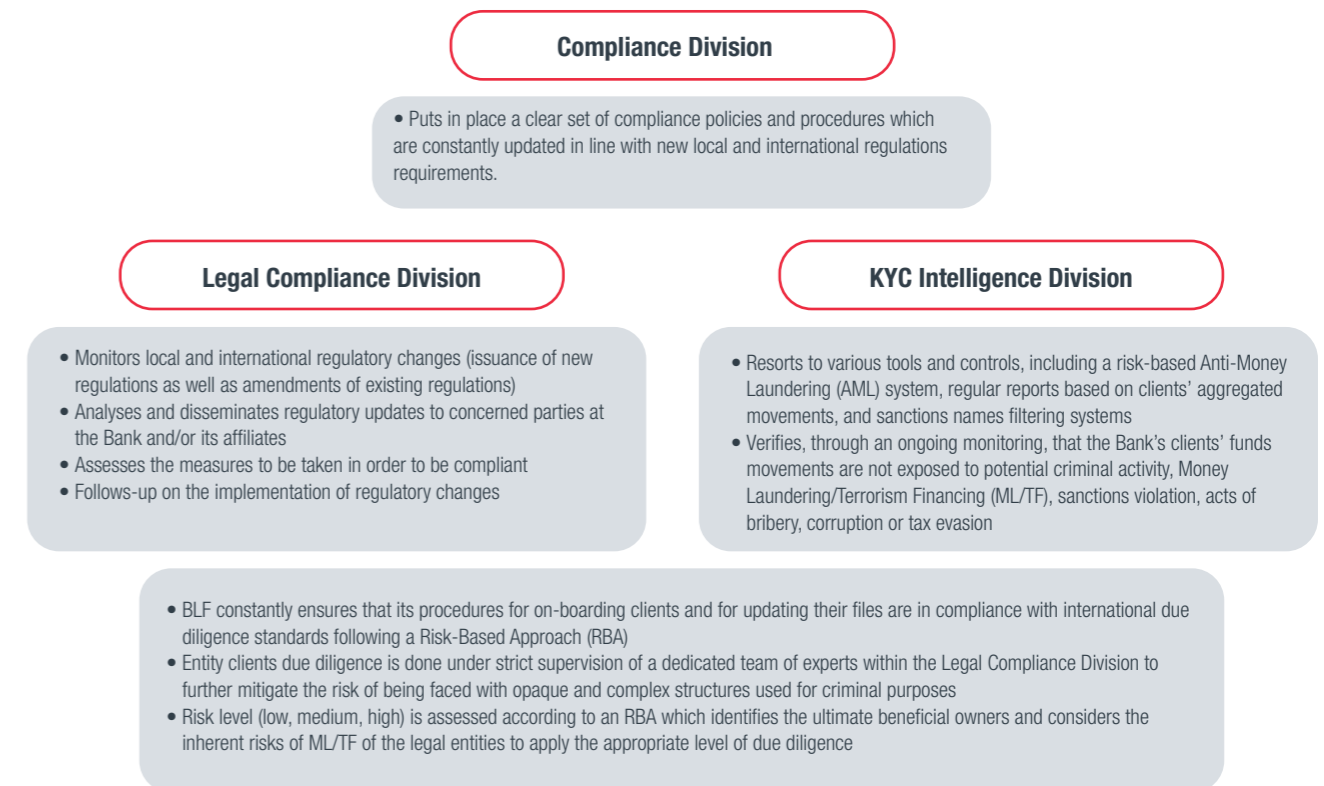 Compliance Division
• Puts in place a clear set of compliance policies and procedures which
are constantly updated in line with new local and international regulations
requirements.
Legal Compliance Division
• Monitors local and international regulatory changes (issuance of new
regulations as well as amendments of existing regulations)
• Analyses and disseminates regulatory updates to concerned parties at
the Bank and/or its affiliates
• Assesses the measures to be taken in order to be compliant
• Follows-up on the implementation of regulatory changes
KYC Intelligence Division
• Resorts to various tools and controls, including a risk-based Anti-Money
Laundering (AML) system, regular reports based on clients’ aggregated
movements, and sanctions names filtering systems
• Verifies, through an ongoing monitoring, that the Bank’s clients’ funds
movements are not exposed to potential criminal activity, Money
Laundering/Terrorism Financing (ML/TF), sanctions violation, acts of
bribery, corruption or tax evasion
• BLF constantly ensures that its procedures for on-boarding clients and for updating their files are in compliance with international due
diligence standards following a Risk-Based Approach (RBA)
• Entity clients due diligence is done under strict supervision of a dedicated team of experts within the Legal Compliance Division to
further mitigate the risk of being faced with opaque and complex structures used for criminal purposes
• Risk level (low, medium, high) is assessed according to an RBA which identifies the ultimate beneficial owners and considers the
inherent risks of ML/TF of the legal entities to apply the appropriate level of due diligence